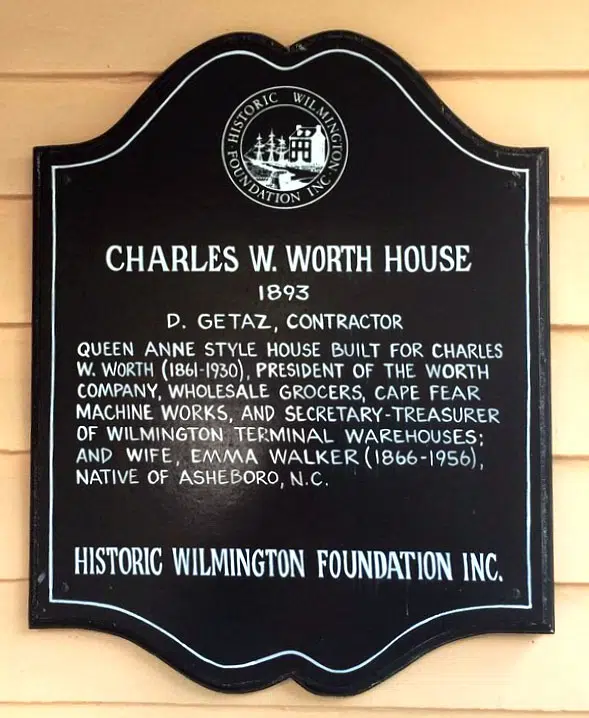 HISTORIC WILMINGTON
FOUNDATION INC.
CHARLES W. WORTH HOUSE
1893
D. GETAZ, CONTRACTOR
QUEEN ANNE STYLE HOUSE BUILT FOR CHARLES
W. WORTH (1861-1930), PRESIDENT OF THE WORTH
COMPANY, WHOLESALE GROCERS, CAPE FEAR
MACHINE WORKS, AND SECRETARY-TREASURER
OF WILMINGTON TERMINAL WAREHOUSES;
AND WIFE, EMMA WALKER (1866-1956),
NATIVE OF ASHEBORO, N.C.
HISTORIC WILMINGTON FOUNDATION INC.